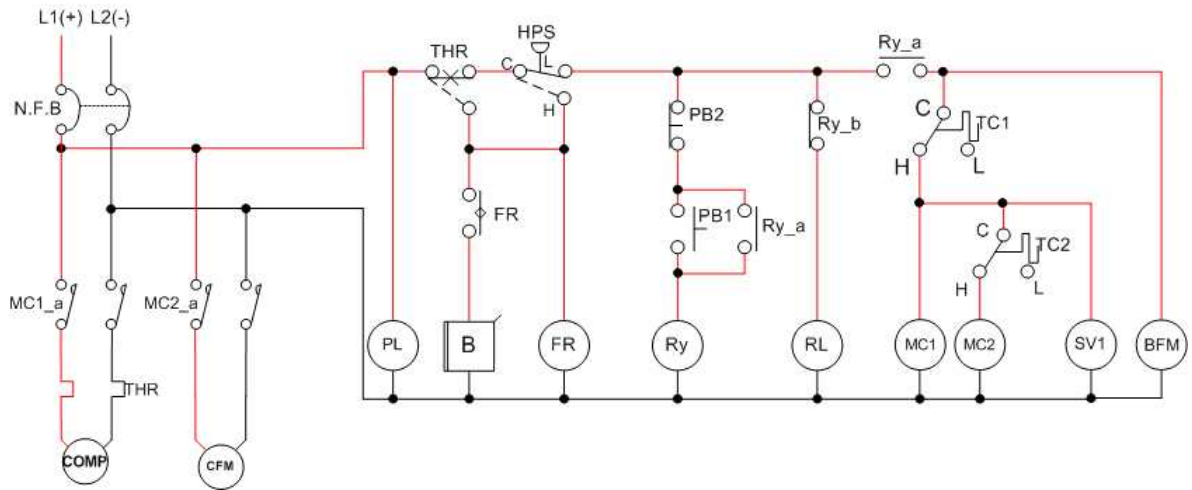 L1(+) L2(-)
HPS
THR
Ry_a
C
L
N.F.B
H
PB2
Ry_b
C
TC1
H
L
FR
PB1
Ry_a
C
TC2
H
L
MC1_a
MC2_a
PL
B
FR
Ry
RL
MC1
MC2
SV1
BFM
THR
COMP
CFM